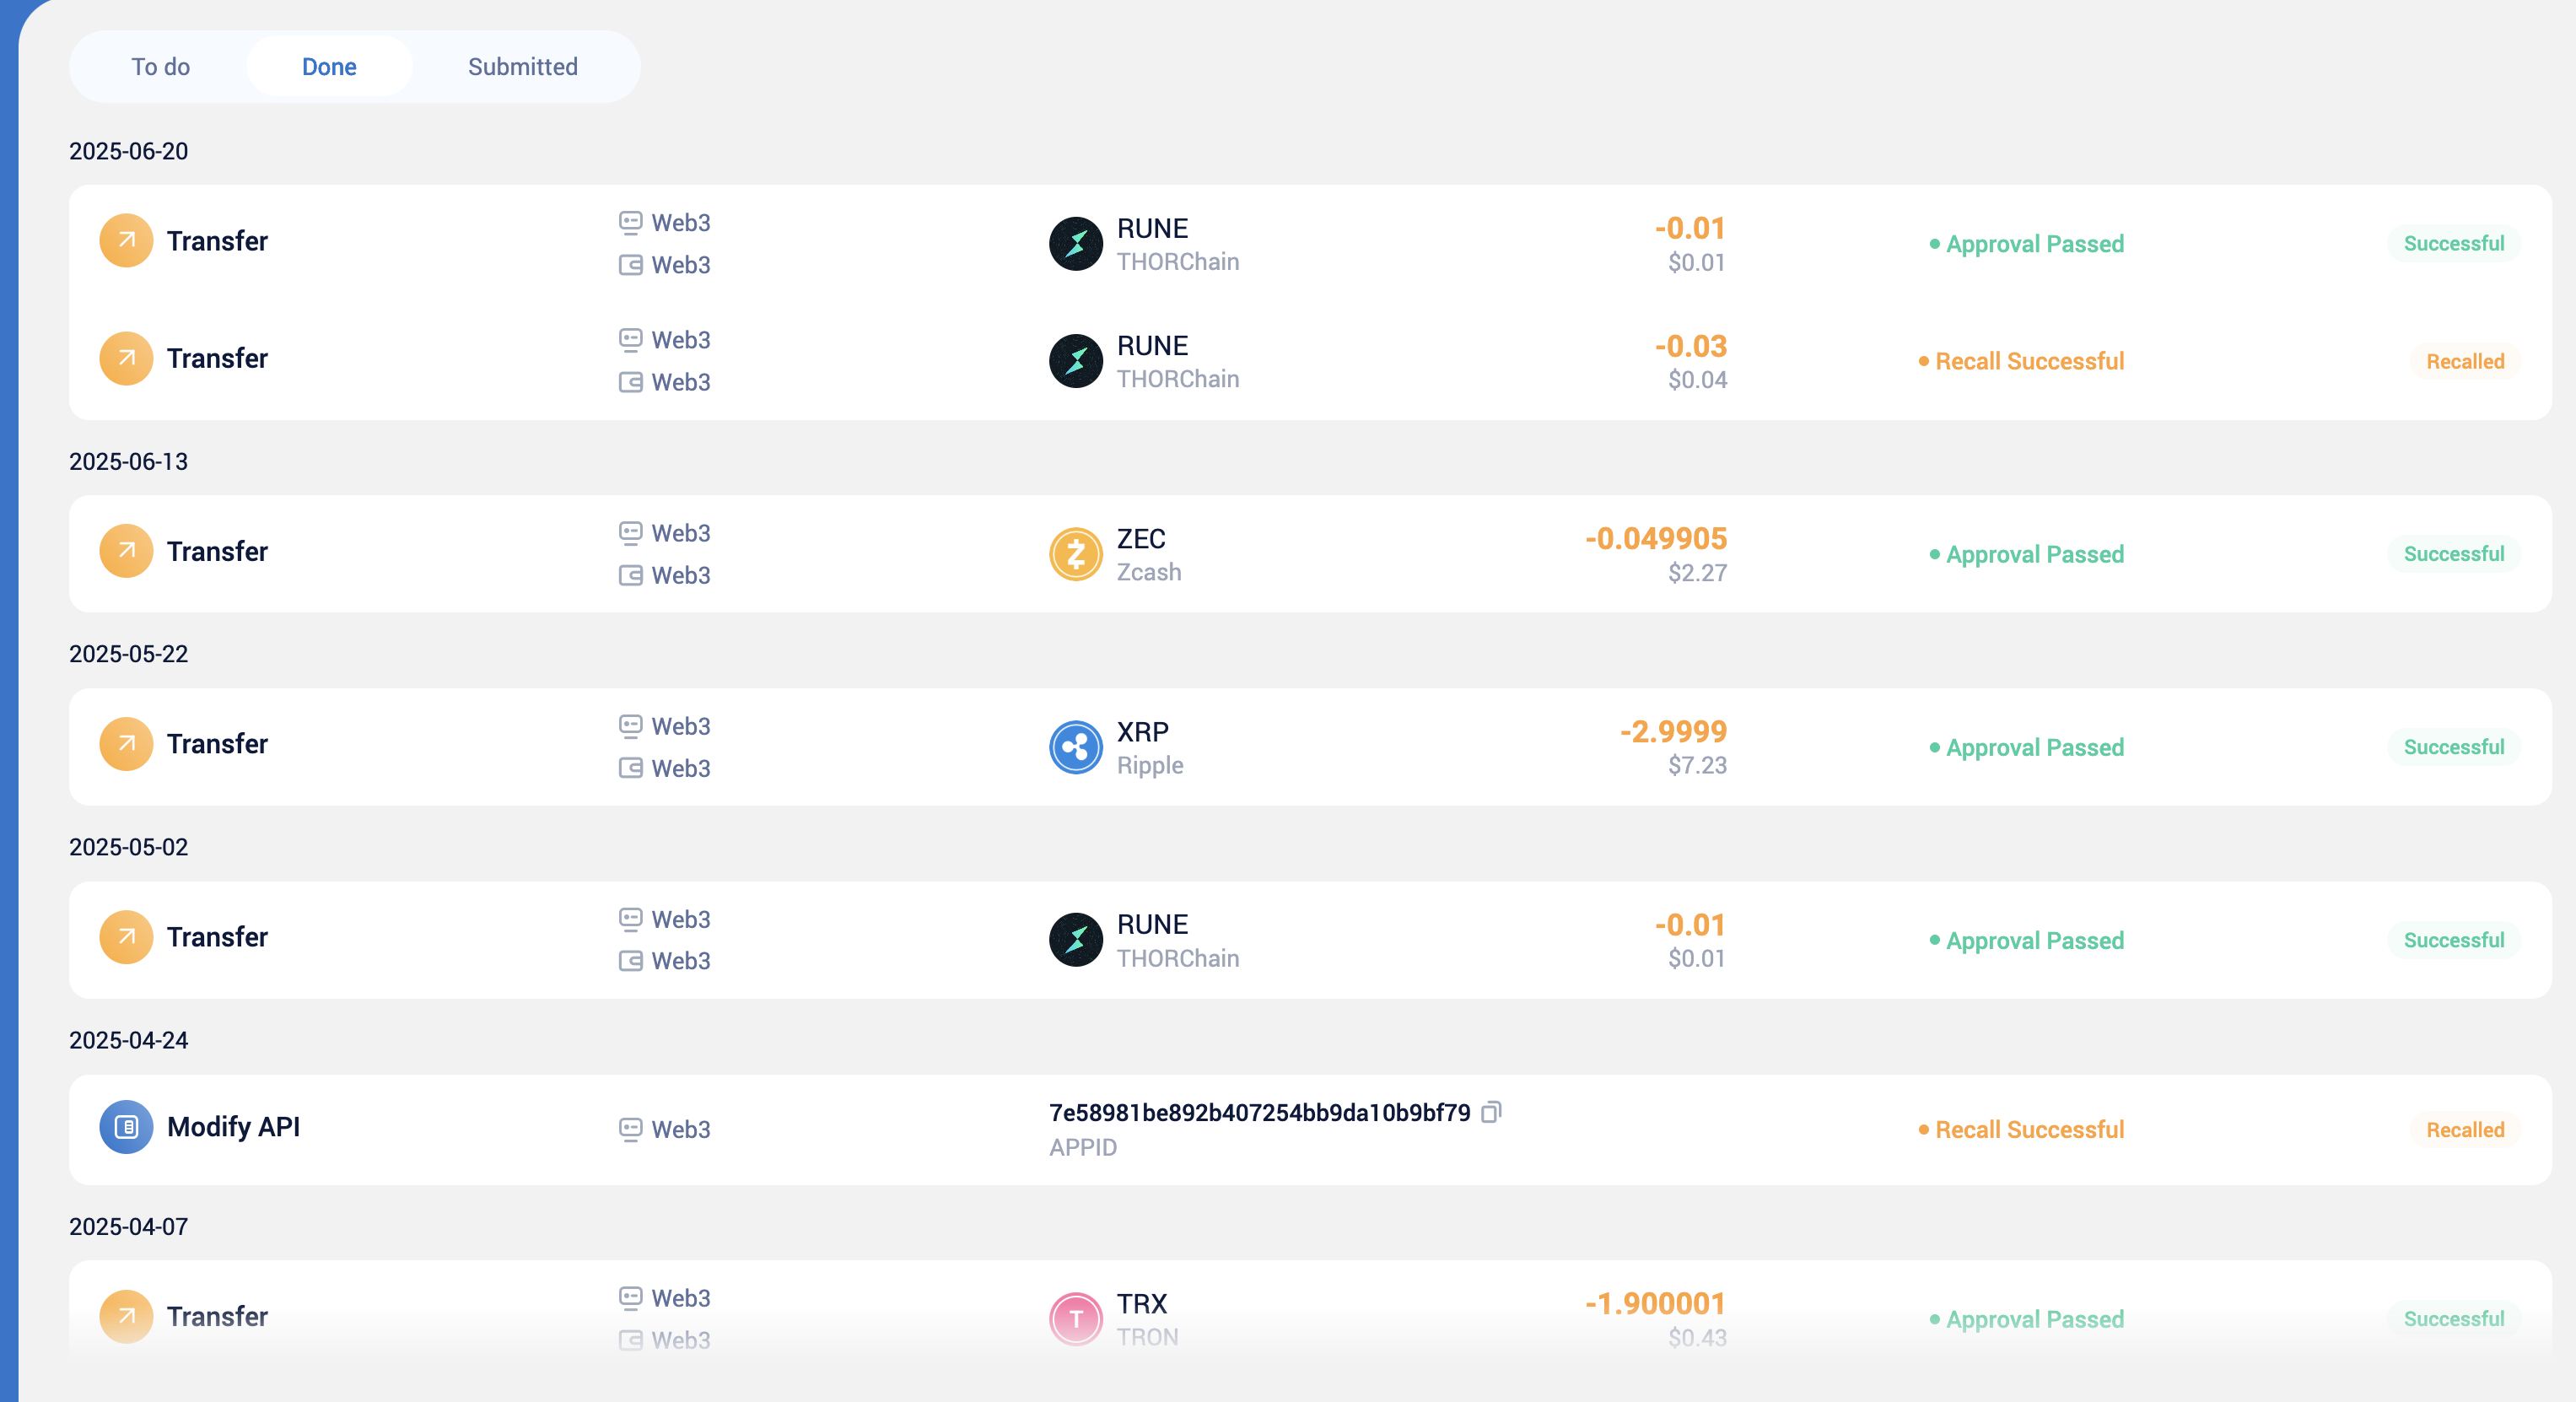 To do Done Submitted
2025-06-20
Transfer
Web3
Web3
RUNE
THORChain
-0.01
$0.01
Approval Passed
Successful
Transfer
Web3
Web3
RUNE
THORChain
-0.03
$0.04
Recall Successful
Recalled
2025-06-13
Transfer
Web3
Web3
ZEC
Zcash
-0.049905
$2.27
Approval Passed
Successful
2025-05-22
Transfer
Web3
Web3
XRP
Ripple
-2.9999
$7.23
Approval Passed
Successful
2025-05-02
Transfer
Web3
Web3
RUNE
THORChain
-0.01
$0.01
Approval Passed
Successful
2025-04-24
Modify API
Web3
7e58981be892b407254bb9da10b9bf79
APPID
Recall Successful
Recalled
2025-04-07
Transfer
Web3
Web3
T
TRX
TRON
-1.900001
$0.43
Approval Passed
Successful